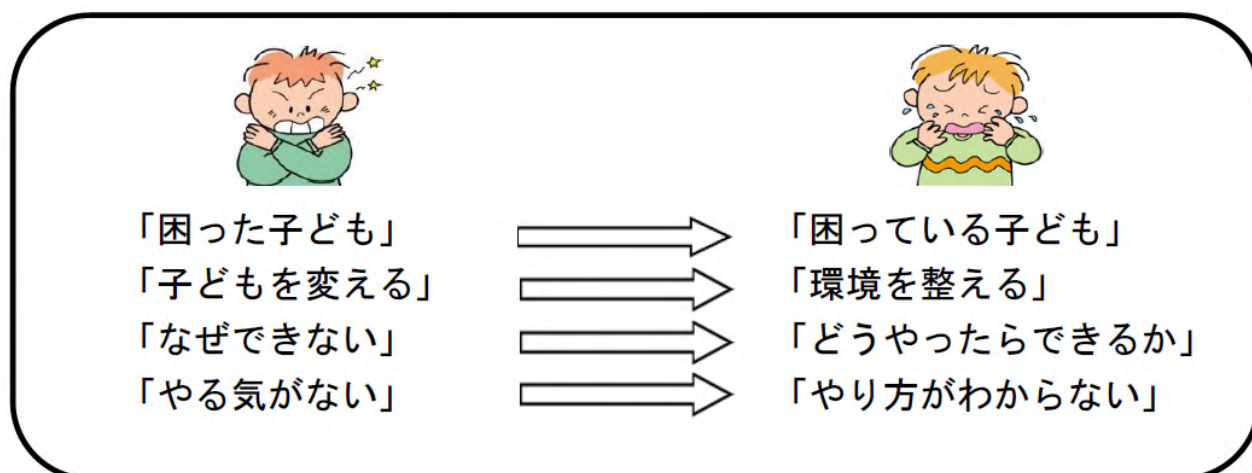 「困った子ども」 「困っている子ども」
「子どもを変える」 「環境を整える」
「なぜできない」 「どうやったらできるか」
「やる気がない」 「やり方がわからない」